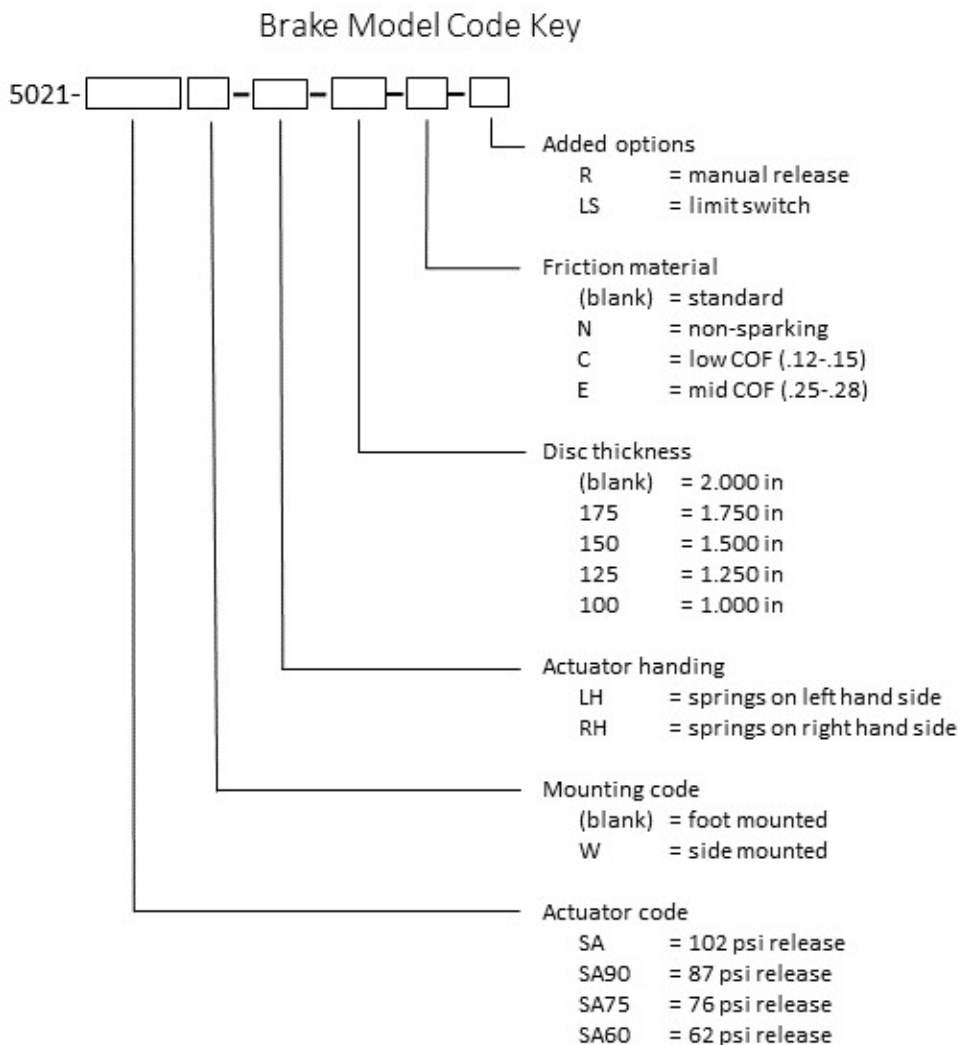 Brake Model Code Key
5021-
Added options
R = manual release
LS = limit switch
Friction material
(blank) = standard
N = non-sparking
C = low COF (.12-.15)
E = mid COF (.25-.28)
Disc thickness
(blank) = 2.000 in
175 = 1.750 in
150 = 1.500 in
125 = 1.250 in
100 = 1.000 in
Actuator handing
LH = springs on left hand side
RH = springs on right hand side
Mounting code
(blank) = foot mounted
W = side mounted
Actuator code
SA = 102 psi release
SA90 = 87 psi release
SA75 = 76 psi release
SA60 = 62 psi release